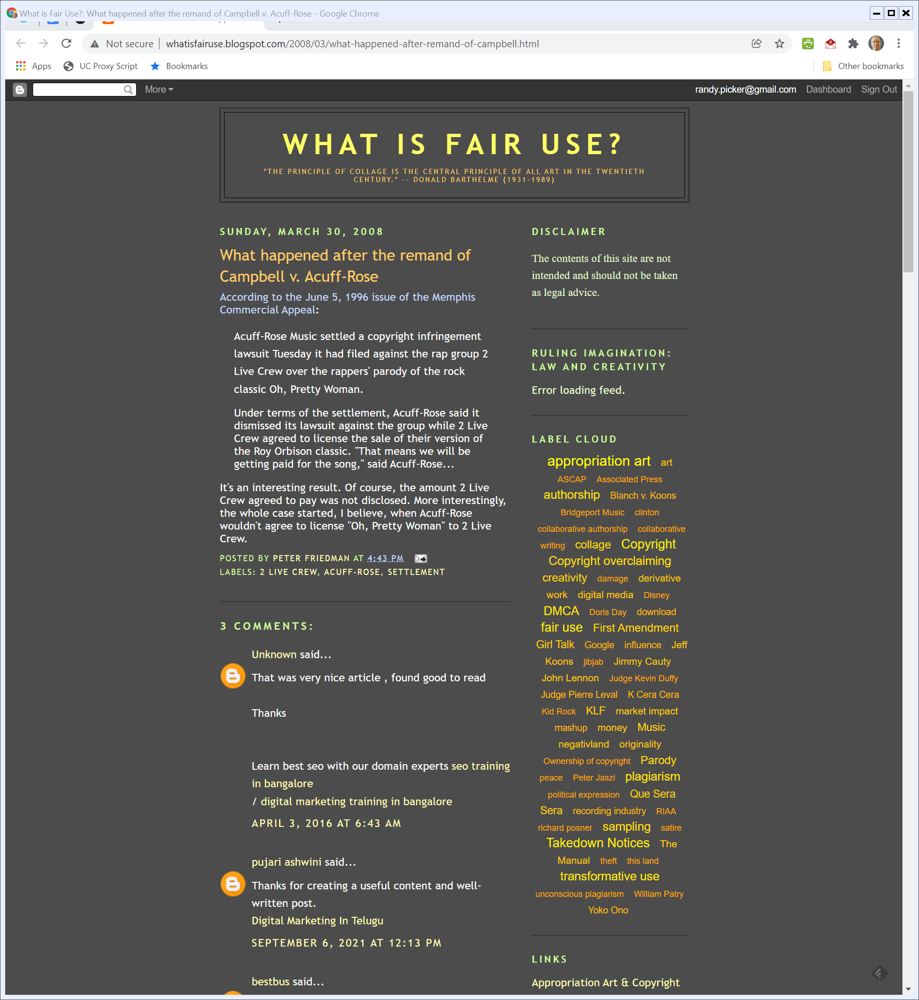 What is Fair Use?: What happened after the remand of Campbell v. Acuff-Rose - Google Chrome
Not secure | whatisfairuse.blogspot.com/2008/03/what-happened-after-remand-of-campbell.html
Apps UC Proxy Script Bookmarks Other bookmarks
More randy.picker@gmail.com Dashboard Sign Out
WHAT IS FAIR USE?
"THE PRINCIPLE OF COLLAGE IS THE CENTRAL PRINCIPLE OF ALL ART IN THE TWENTIETH
CENTURY." -- DONALD BARTHELME (1931-1989)
SUNDAY, MARCH 30, 2008
What happened after the remand of
Campbell v. Acuff-Rose
According to the June 5, 1996 issue of the Memphis
Commercial Appeal:
Acuff-Rose Music settled a copyright infringement
lawsuit Tuesday it had filed against the rap group 2
Live Crew over the rappers' parody of the rock
classic Oh, Pretty Woman.
Under terms of the settlement, Acuff-Rose said it
dismissed its lawsuit against the group while 2 Live
Crew agreed to license the sale of their version of
the Roy Orbison classic. "That means we will be
getting paid for the song," said Acuff-Rose...
It's an interesting result. Of course, the amount 2 Live
Crew agreed to pay was not disclosed. More interestingly,
the whole case started, I believe, when Acuff-Rose
wouldn't agree to license "Oh, Pretty Woman" to 2 Live
Crew.
POSTED BY PETER FRIEDMAN AT 4:43 PM
LABELS: 2 LIVE CREW, ACUFF-ROSE, SETTLEMENT
3 COMMENTS:
Unknown said...
That was very nice article , found good to read
Thanks
Learn best seo with our domain experts seo training
in bangalore
/ digital marketing training in bangalore
APRIL 3, 2016 AT 6:43 AM
pujari ashwini said...
Thanks for creating a useful content and well-
written post.
Digital Marketing In Telugu
SEPTEMBER 6, 2021 AT 12:13 PM
bestbus said...
DISCLAIMER
The contents of this site are not
intended and should not be taken
as legal advice.
RULING IMAGINATION:
LAW AND CREATIVITY
Error loading feed.
LABEL CLOUD
appropriation art art
ASCAP Associated Press
authorship Blanch v. Koons
Bridgeport Music clinton
collaborative authorship collaborative
writing collage Copyright
Copyright overclaiming
creativity damage derivative
work digital media Disney
DMCA Doris Day download
fair use First Amendment
Girl Talk Google influence Jeff
Koons jibjab Jimmy Cauty
John Lennon Judge Kevin Duffy
Judge Pierre Leval K Cera Cera
Kid Rock KLF market impact
mashup money Music
negativland originality
Ownership of copyright Parody
peace Peter Jaszi plagiarism
political expression Que Sera
Sera recording industry RIAA
richard posner sampling satire
Takedown Notices The
Manual theft this land
transformative use
unconscious plagiarism William Patry
Yoko Ono
LINKS
Appropriation Art & Copyright